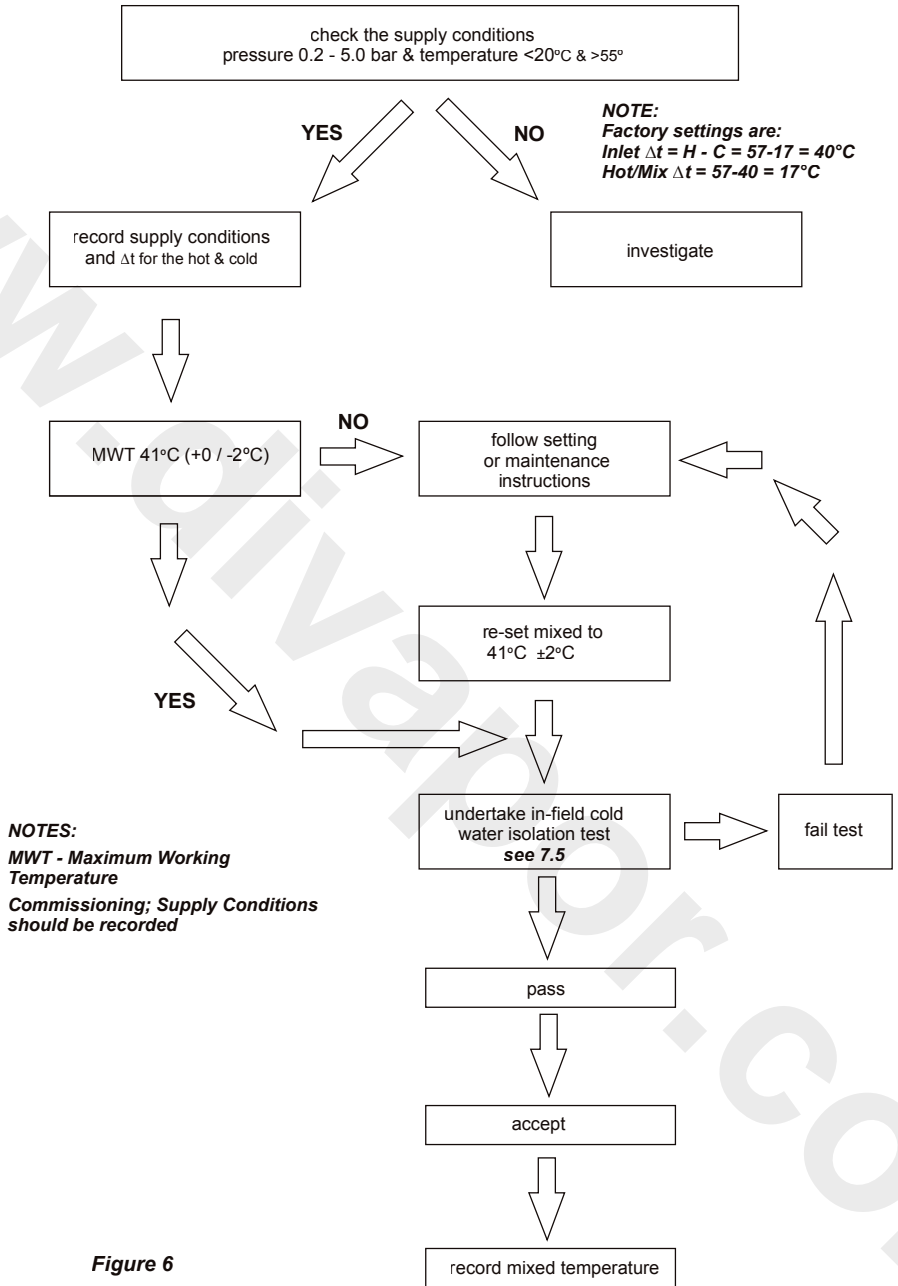 check the supply conditions
pressure 0.2 - 5.0 bar & temperature <20ºC & >55º
YES
NO
NOTE:
Factory settings are:
Inlet Δt = H - C = 57-17 = 40°C
Hot/Mix Δt = 57-40 = 17°C
record supply conditions
and Δt for the hot & cold
investigate
MWT 41ºC (+0 / -2ºC)
NO
follow setting
or maintenance
instructions
re-set mixed to
41ºC ±2ºC
YES
undertake in-field cold
water isolation test
see 7.5
fail test
NOTES:
MWT - Maximum Working
Temperature
Commissioning; Supply Conditions
should be recorded
pass
accept
record mixed temperature
Figure 6
w.divapor.co